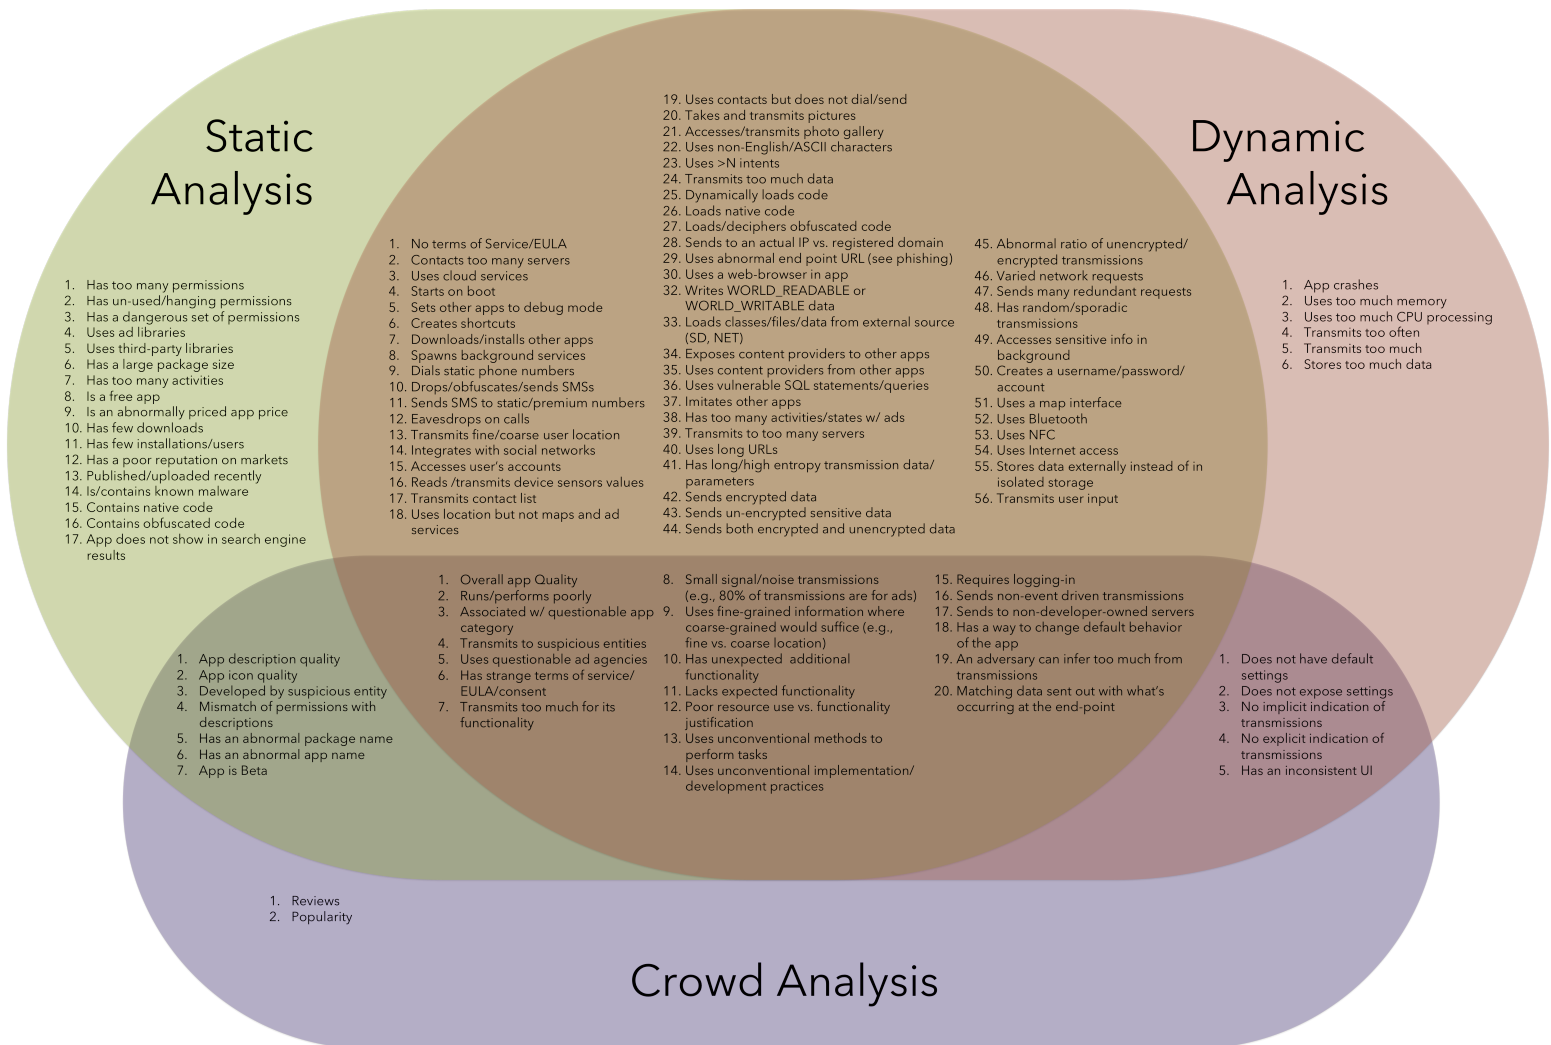 Static
Analysis
1. Has too many permissions
2. Has un-used/hanging permissions
3. Has a dangerous set of permissions
4. Uses ad libraries
5. Uses third-party libraries
6. Has a large package size
7. Has too many activities
8. Is a free app
9. Is an abnormally priced app price
10. Has few downloads
11. Has few installations/users
12. Has a poor reputation on markets
13. Published/uploaded recently
14. Is/contains known malware
15. Contains native code
16. Contains obfuscated code
17. App does not show in search engine
results
1. No terms of Service/EULA
2. Contacts too many servers
3. Uses cloud services
4. Starts on boot
5. Sets other apps to debug mode
6. Creates shortcuts
7. Downloads/installs other apps
8. Spawns background services
9. Dials static phone numbers
10. Drops/obfuscates/sends SMSs
11. Sends SMS to static/premium numbers
12. Eavesdrops on calls
13. Transmits fine/coarse user location
14. Integrates with social networks
15. Accesses user's accounts
16. Reads /transmits device sensors values
17. Transmits contact list
18. Uses location but not maps and ad
services
19. Uses contacts but does not dial/send
20. Takes and transmits pictures
21. Accesses/transmits photo gallery
22. Uses non-English/ASCII characters
23. Uses >N intents
24. Transmits too much data
25. Dynamically loads code
26. Loads native code
27. Loads/deciphers obfuscated code
28. Sends to an actual IP vs. registered domain
29. Uses abnormal end point URL (see phishing)
30. Uses a web-browser in app
32. Writes WORLD_READABLE or
WORLD_WRITABLE data
33. Loads classes/files/data from external source
(SD, NET)
34. Exposes content providers to other apps
35. Uses content providers from other apps
36. Uses vulnerable SQL statements/queries
37. Imitates other apps
38. Has too many activities/states w/ ads
39. Transmits to too many servers
40. Uses long URLs
41. Has long/high entropy transmission data/
parameters
42. Sends encrypted data
43. Sends un-encrypted sensitive data
44. Sends both encrypted and unencrypted data
45. Abnormal ratio of unencrypted/
encrypted transmissions
46. Varied network requests
47. Sends many redundant requests
48. Has random/sporadic
transmissions
49. Accesses sensitive info in
background
50. Creates a username/password/
account
51. Uses a map interface
52. Uses Bluetooth
53. Uses NFC
54. Uses Internet access
55. Stores data externally instead of in
isolated storage
56. Transmits user input
Dynamic
Analysis
1. App crashes
2. Uses too much memory
3. Uses too much CPU processing
4. Transmits too often
5. Transmits too much
6. Stores too much data
1. App description quality
2. App icon quality
3. Developed by suspicious entity
4. Mismatch of permissions with
descriptions
5. Has an abnormal package name
6. Has an abnormal app name
7. App is Beta
1. Overall app Quality
2. Runs/performs poorly
3. Associated w/ questionable app
category
4. Transmits to suspicious entities
5. Uses questionable ad agencies
6. Has strange terms of service/
EULA/consent
7. Transmits too much for its
functionality
8. Small signal/noise transmissions
(e.g., 80% of transmissions are for ads)
9. Uses fine-grained information where
coarse-grained would suffice (e.g.,
fine vs. coarse location)
10. Has unexpected additional
functionality
11. Lacks expected functionality
12. Poor resource use vs. functionality
justification
13. Uses unconventional methods to
perform tasks
14. Uses unconventional implementation/
development practices
15. Requires logging-in
16. Sends non-event driven transmissions
17. Sends to non-developer-owned servers
18. Has a way to change default behavior
of the app
19. An adversary can infer too much from
transmissions
20. Matching data sent out with what's
occurring at the end-point
1. Does not have default
settings
2. Does not expose settings
3. No implicit indication of
transmissions
4. No explicit indication of
transmissions
5. Has an inconsistent UI
1. Reviews
2. Popularity
Crowd Analysis